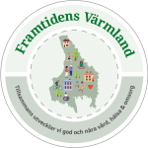 Framtidens Värmland
Tillsammans utvecklar vi god och nära vård, hälsa & omsorg